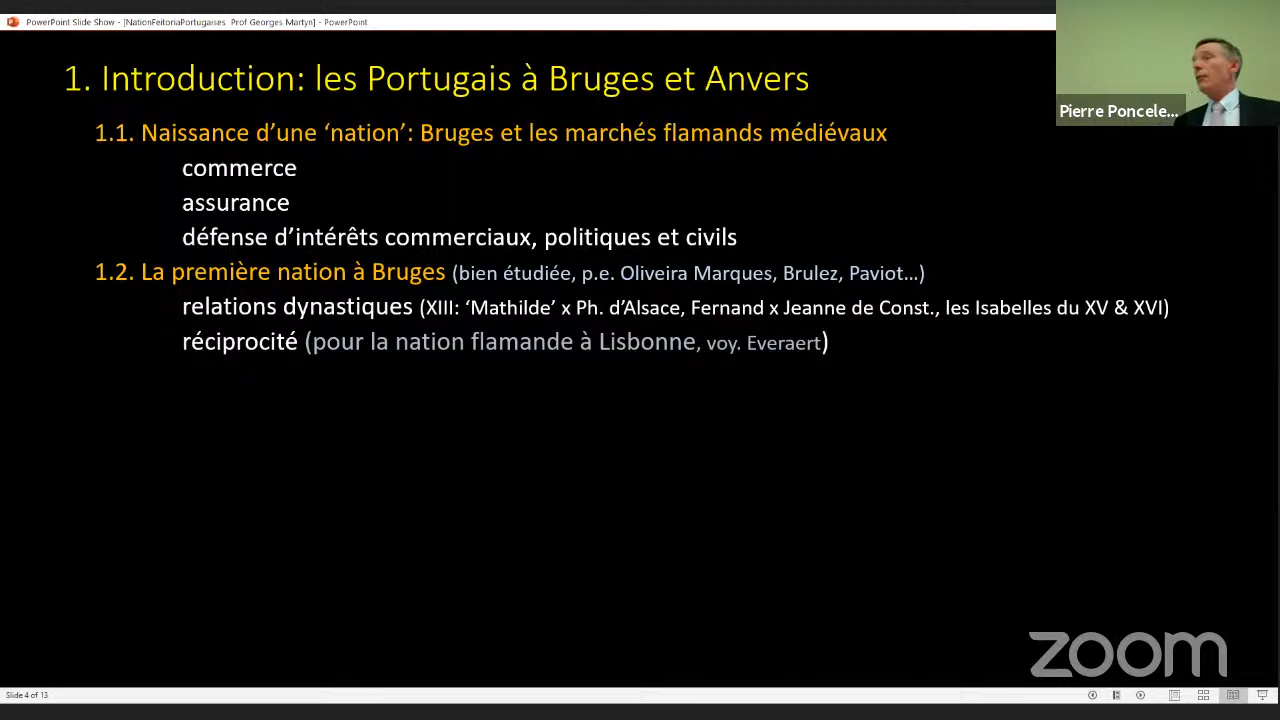 PowerPoint Slide Show - [NationFeitoriaPortugaises Prof Georges Martyn] - PowerPoint
1. Introduction: les Portugais à Bruges et Anvers
Pierre Poncele...
1.1. Naissance d’une ‘nation’: Bruges et les marchés flamands médiévaux
commerce
assurance
défense d’intérêts commerciaux, politiques et civils
1.2. La première nation à Bruges (bien étudiée, p.e. Oliveira Marques, Brulez, Paviot…)
relations dynastiques (XIII: ‘Mathilde’ x Ph. d’Alsace, Fernand x Jeanne de Const., les Isabelles du XV & XVI)
réciprocité (pour la nation flamande à Lisbonne, voy. Everaert)
zoom
Slide 4 of 13